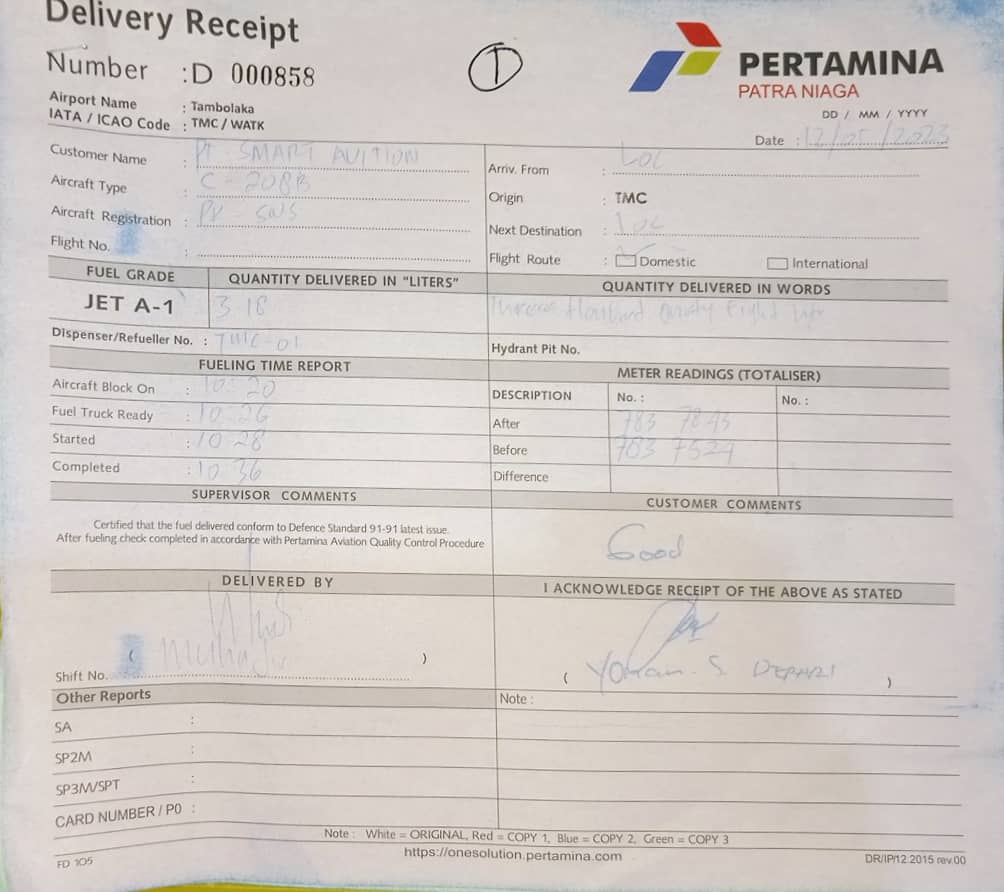 Delivery Receipt
Number :D 000858
1
PERTAMINA
PATRA NIAGA
Airport Name : Tambolaka
IATA / ICAO Code : TMC / WATK
DD / MM / YYYY
Date : 12/05/2023
Customer Name : PT SMART AVITION
Arriv. From : LOC
Aircraft Type : C-208B
Origin : TMC
Aircraft Registration : PK-SNS
Next Destination : LOC
Flight No. :
Flight Route : Domestic International
FUEL GRADE QUANTITY DELIVERED IN "LITERS" QUANTITY DELIVERED IN WORDS
JET A-1 318
Dispenser/Refueller No. : TMC-01
Hydrant Pit No.
FUELING TIME REPORT METER READINGS (TOTALISER)
Aircraft Block On : 10:20
DESCRIPTION No. : No. :
Fuel Truck Ready : 10:26
After 783 7843
Started : 10 28
Before 783 7524
Completed : 10 36
Difference
SUPERVISOR COMMENTS CUSTOMER COMMENTS
Certified that the fuel delivered conform to Defence Standard 91-91 latest issue.
After fueling check completed in accordance with Pertamina Aviation Quality Control Procedure
Good
DELIVERED BY I ACKNOWLEDGE RECEIPT OF THE ABOVE AS STATED
( )
Shift No.
( S DEPARI )
Other Reports Note :
SA :
SP2M :
SP3M/SPT :
CARD NUMBER / P0 :
Note : White = ORIGINAL, Red = COPY 1, Blue = COPY 2, Green = COPY 3
https://onesolution.pertamina.com
FD 105
DR/IP/12.2015 rev.00